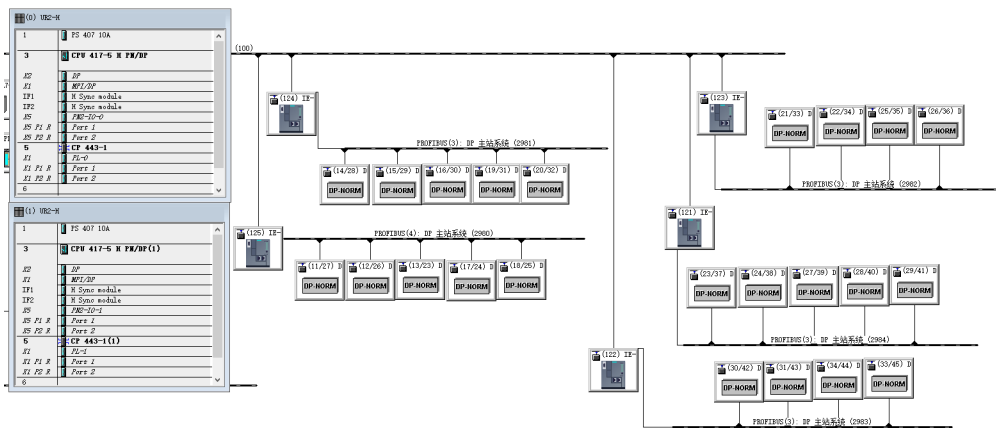 (0) UR2-H
1 PS 407 10A
3 CPU 417-5 H PN/DP
X2 DP
X1 MPI/DP
IF1 H Sync module
IF2 H Sync module
X5 PN2-IO-0
X5 P1 R Port 1
X5 P2 R Port 2
5 CP 443-1
X1 PL-0
X1 P1 R Port 1
X1 P2 R Port 2
6
(1) UR2-H
1 PS 407 10A
3 CPU 417-5 H PN/DP(1)
X2 DP
X1 MPI/DP
IF1 H Sync module
IF2 H Sync module
X5 PN2-IO-1
X5 P1 R Port 1
X5 P2 R Port 2
5 CP 443-1(1)
X1 PL-1
X1 P1 R Port 1
X1 P2 R Port 2
6
(100)
(124) IE-
PROFIBUS(3): DP 主站系统 (2981)
(14/28) D
(15/29) D
(16/30) D
(19/31) D
(20/32) D
DP-NORM
DP-NORM
DP-NORM
DP-NORM
DP-NORM
(125) IE-
PROFIBUS(4): DP 主站系统 (2980)
(11/27) D
(12/26) D
(13/23) D
(17/24) D
(18/25) D
DP-NORM
DP-NORM
DP-NORM
DP-NORM
DP-NORM
(123) IE-
(21/33) D
(22/34) D
(25/35) D
(26/36) D
DP-NORM
DP-NORM
DP-NORM
DP-NORM
PROFIBUS(3): DP 主站系统 (2982)
(121) IE-
(23/37) D
(24/38) D
(27/39) D
(28/40) D
(29/41) D
DP-NORM
DP-NORM
DP-NORM
DP-NORM
DP-NORM
PROFIBUS(3): DP 主站系统 (2984)
(122) IE-
(30/42) D
(31/43) D
(34/44) D
(33/45) D
DP-NORM
DP-NORM
DP-NORM
DP-NORM
PROFIBUS(3): DP 主站系统 (2983)